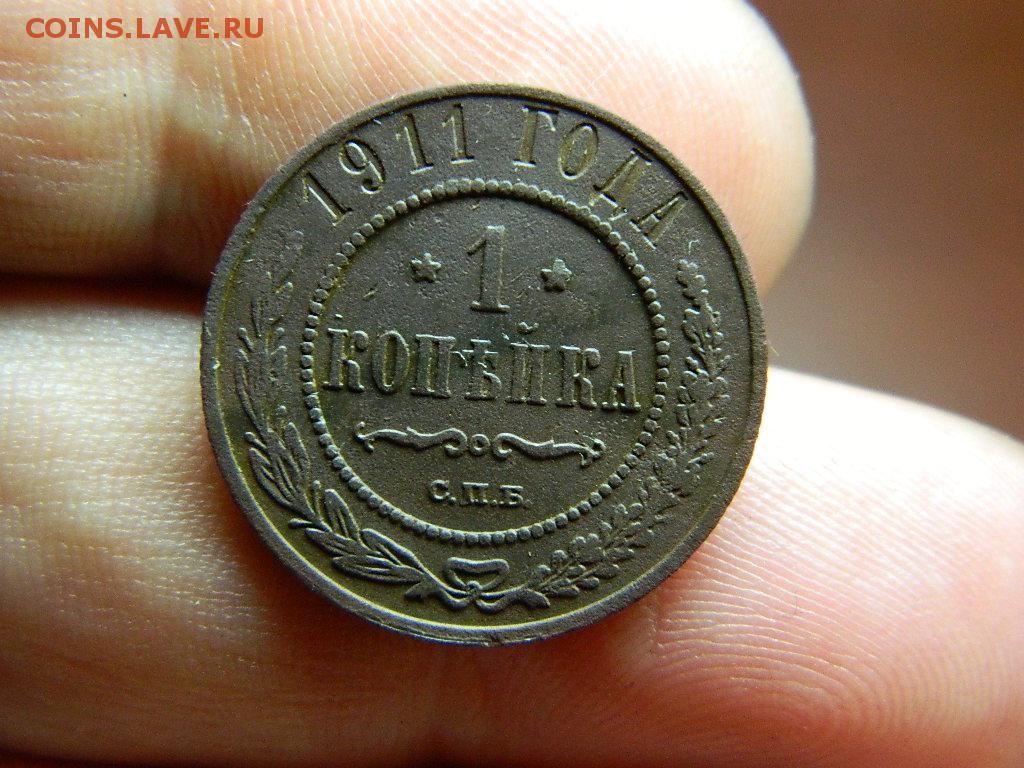 COINS.LAVE.RU
1911 ГОДА
1
КОПѢЙКА
С.П.Б.